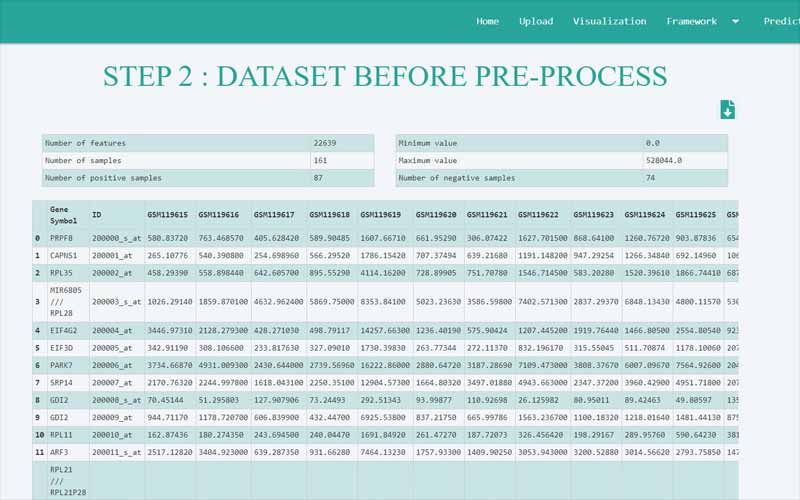 Home Upload Visualization Framework Predict
STEP 2 : DATASET BEFORE PRE-PROCESS
Number of features 22639 Minimum value 0.0
Number of samples 161 Maximum value 528044.0
Number of positive samples 87 Number of negative samples 74
Gene Symbol ID GSM119615 GSM119616 GSM119617 GSM119618 GSM119619 GSM119620 GSM119621 GSM119622 GSM119623 GSM119624 GSM119625 GSM
0 PRPF8 200000_s_at 580.83720 763.468570 405.628420 589.90485 1607.66710 661.95290 306.07422 1627.701500 868.64100 1260.76720 903.87836 654
1 CAPNS1 200001_at 265.10776 540.390800 254.698960 566.29520 1786.15420 707.37494 639.21680 1191.148200 947.29254 1266.34840 692.14960 106
2 RPL35 200002_at 458.29390 558.898440 642.605700 895.55290 4114.16200 728.89905 751.70780 1546.714500 583.20280 1520.39610 1866.74410 687
3 MIR6805 /// RPL28 200003_s_at 1026.29140 1859.870100 4632.962400 5869.75000 8353.84100 5023.23630 3586.59800 7402.571300 2837.29370 6848.13430 4800.11570 530
4 EIF4G2 200004_at 3446.97310 2128.279300 428.271030 498.79117 14257.66300 1236.40190 575.90424 1207.445200 1919.76440 1466.80500 2554.80540 923
5 EIF3D 200005_at 342.91190 308.106600 233.817630 327.09010 1730.39830 263.77344 272.11370 832.196170 315.55045 511.70874 1178.10060 207
6 PARK7 200006_at 3734.66870 4931.009300 2430.644000 2739.56960 16222.86000 2880.64720 3187.28690 7109.473000 3808.37670 6007.09670 7564.92600 204
7 SRP14 200007_at 2170.76320 2244.997800 1618.043100 2250.35100 12904.57300 1664.80320 3497.01880 4943.663000 2347.37200 3960.42900 4951.71800 207
8 GDI2 200008_s_at 70.45144 51.295803 127.907906 73.24493 292.51343 93.99877 110.92698 26.125982 80.95011 89.42463 49.80597 135
9 GDI2 200009_at 944.71170 1178.720700 606.839900 432.44700 6925.53800 837.21750 665.99786 1563.236700 1100.18320 1218.01640 1481.44130 875
10 RPL11 200010_at 162.87436 180.274350 243.694500 240.04470 1691.84920 261.47270 187.72073 326.456420 198.29167 289.95760 590.64230 381
11 ARF3 200011_s_at 2517.12820 3404.923000 639.287350 931.66280 7464.13230 1757.93300 1409.90250 3053.943000 3200.52880 3014.56620 2793.75850 147
RPL21
///
RPL21P28